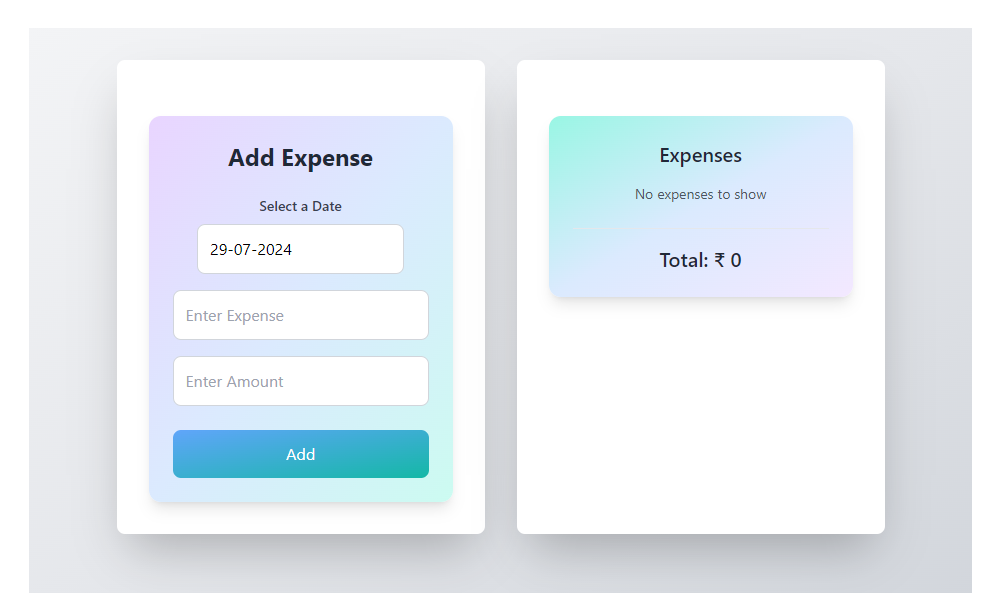 Add Expense
Select a Date
29-07-2024
Enter Expense
Enter Amount
Add
Expenses
No expenses to show
Total: ₹ 0